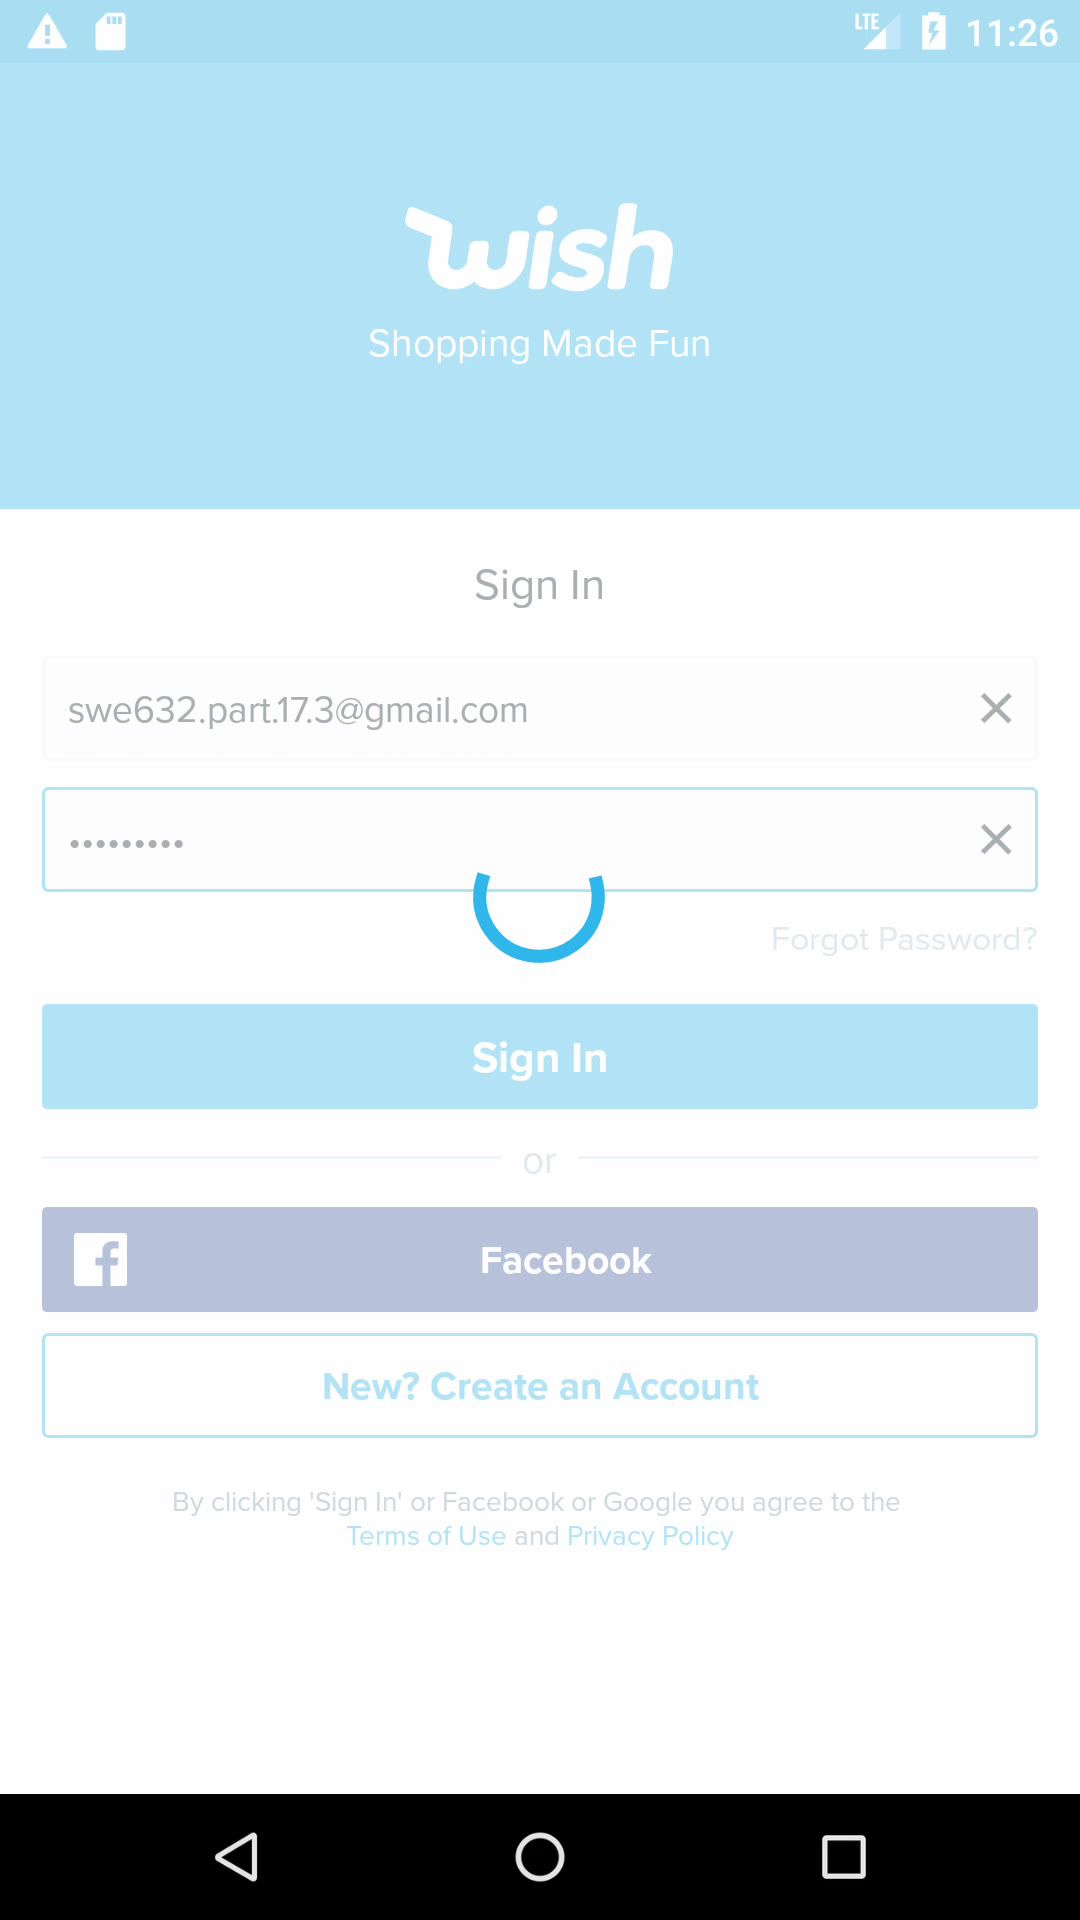 LTE 11:26
wish
Shopping Made Fun
Sign In
swe632.part.17.3@gmail.com
•••••••••
Forgot Password?
Sign In
or
Facebook
New? Create an Account
By clicking 'Sign In' or Facebook or Google you agree to the
Terms of Use and Privacy Policy